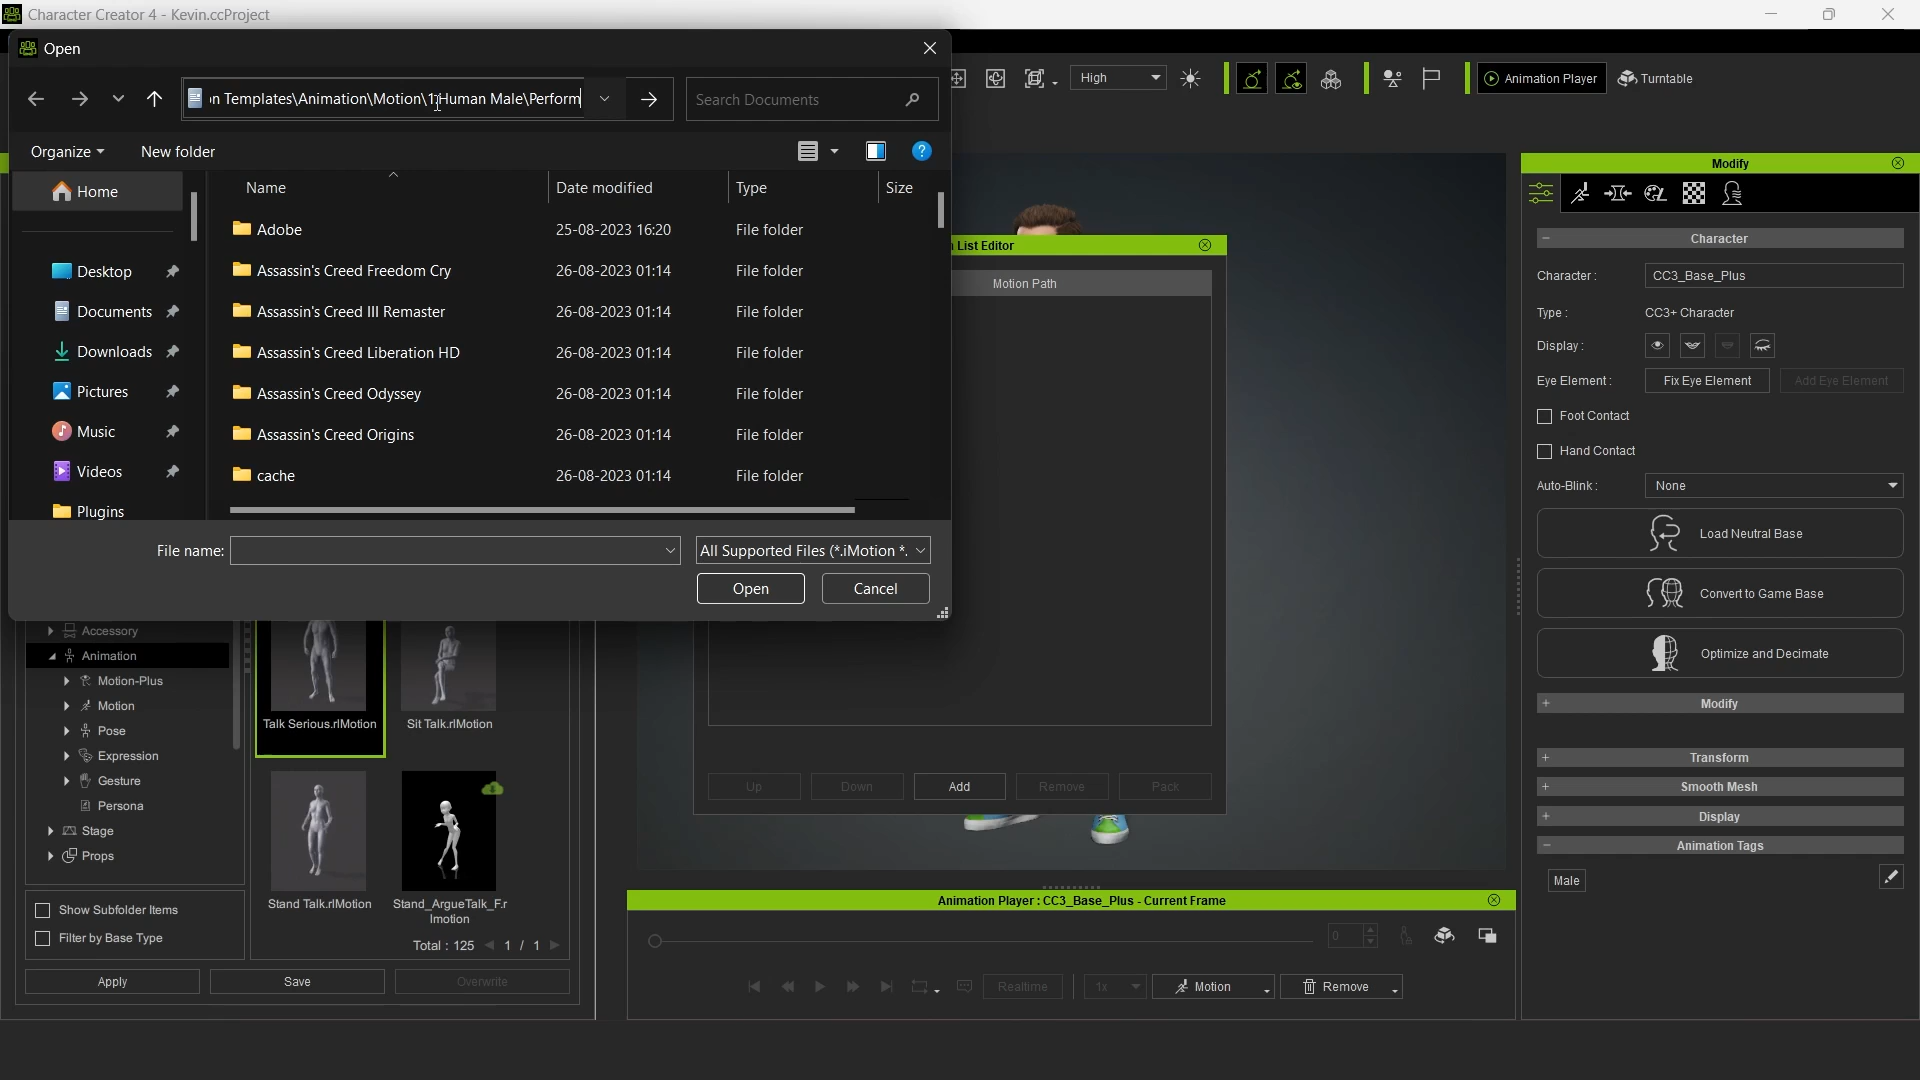 Character Creator 4 - Kevin.ccProject
Open
on Templates\Animation\Motion\1 Human Male\Perform
Search Documents
High
Animation Player
Turntable
Organize
New folder
Name
Date modified
Type
Size
Home
Desktop
Documents
Downloads
Pictures
Music
Videos
Plugins
Adobe 25-08-2023 16:20 File folder
Assassin's Creed Freedom Cry 26-08-2023 01:14 File folder
Assassin's Creed III Remaster 26-08-2023 01:14 File folder
Assassin's Creed Liberation HD 26-08-2023 01:14 File folder
Assassin's Creed Odyssey 26-08-2023 01:14 File folder
Assassin's Creed Origins 26-08-2023 01:14 File folder
cache 26-08-2023 01:14 File folder
File name:
All Supported Files (*.iMotion *.
Open
Cancel
List Editor
Motion Path
Up
Down
Add
Remove
Pack
Accessory
Animation
Motion-Plus
Motion
Pose
Expression
Gesture
Persona
Stage
Props
Talk Serious.rlMotion
Sit Talk.rlMotion
Stand Talk.rlMotion
Stand_ArgueTalk_F.r
lmotion
Show Subfolder Items
Filter by Base Type
Total : 125 1 / 1
Apply
Save
Overwrite
Animation Player : CC3_Base_Plus - Current Frame
0
Realtime
1x
Motion
Remove
Modify
Character
Character :
CC3_Base_Plus
Type :
CC3+ Character
Display :
Eye Element :
Fix Eye Element
Add Eye Element
Foot Contact
Hand Contact
Auto-Blink :
None
Load Neutral Base
Convert to Game Base
Optimize and Decimate
Modify
Transform
Smooth Mesh
Display
Animation Tags
Male